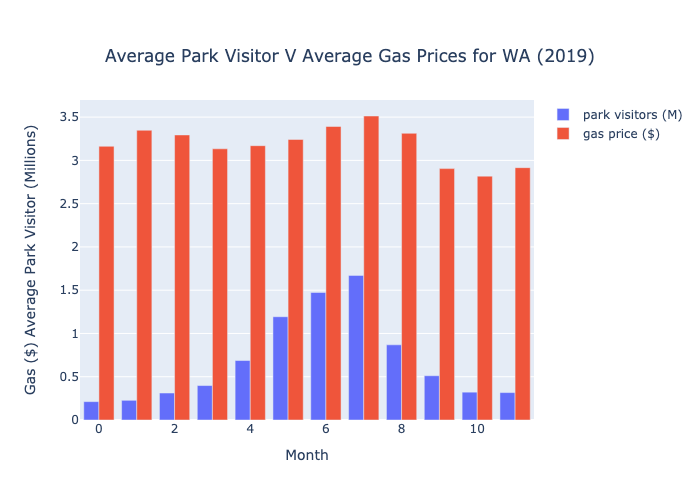 Average Park Visitor V Average Gas Prices for WA (2019)
park visitors (M)
gas price ($)
Gas ($) Average Park Visitor (Millions)
3.5
3
2.5
2
1.5
1
0.5
0
0 2 4 6 8 10
Month